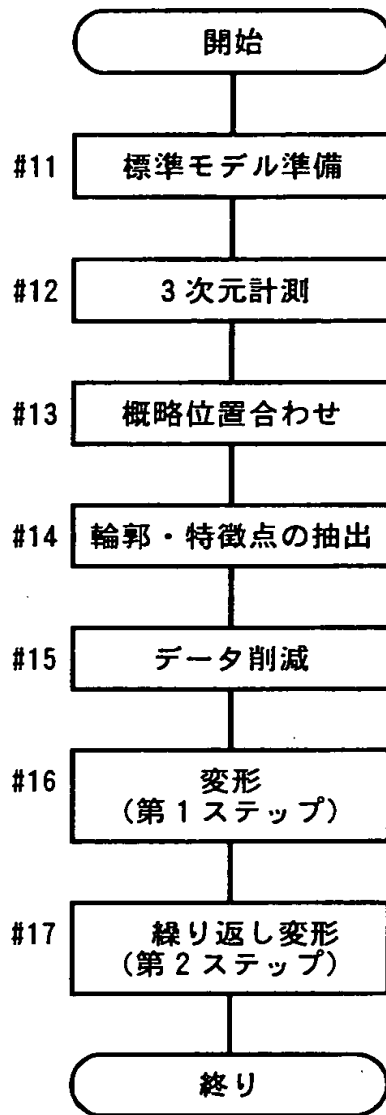 開始
#11 標準モデル準備
#12 3次元計測
#13 概略位置合わせ
#14 輪郭・特徴点の抽出
#15 データ削減
#16 変形
(第1ステップ)
#17 繰り返し変形
(第2ステップ)
終り